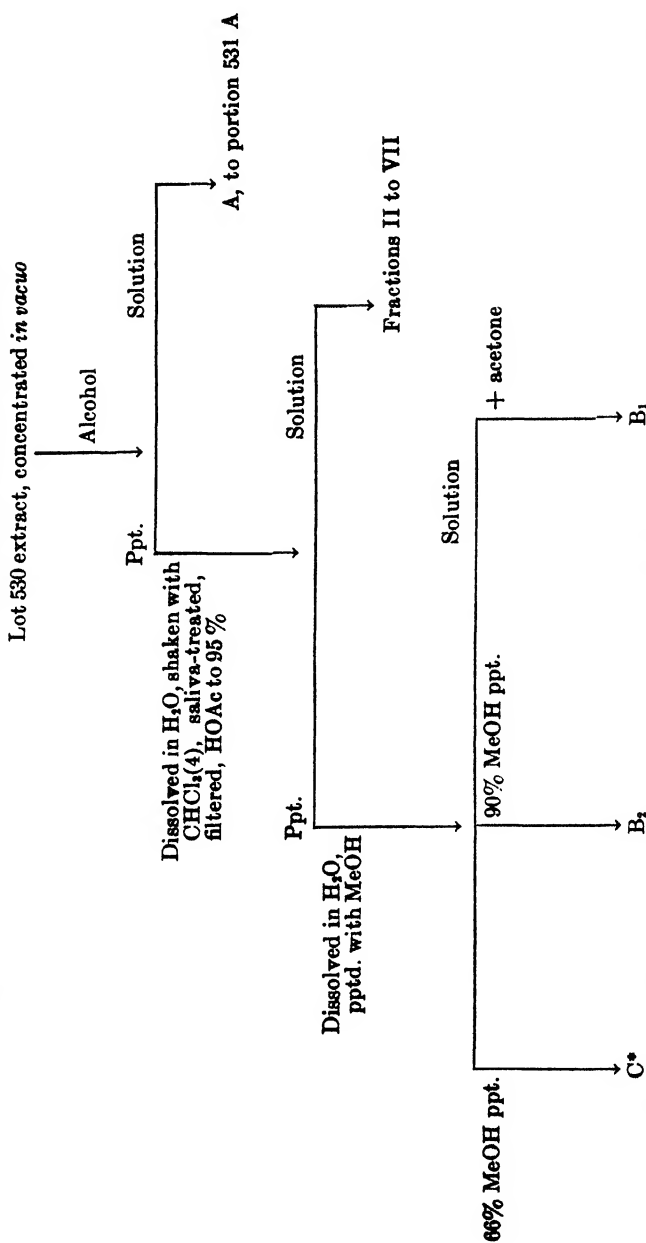 Lot 530 extract, concentrated in vacuo
Alcohol
Ppt.
Solution
A, to portion 531 A
Dissolved in H₂O, shaken with
CHCl₃(4), saliva-treated,
filtered, HOAc to 95 %
Ppt.
Solution
Fractions II to VII
Dissolved in H₂O,
pptd. with MeOH
66% MeOH ppt.
90% MeOH ppt.
Solution
+ acetone
C*
B₂
B₁